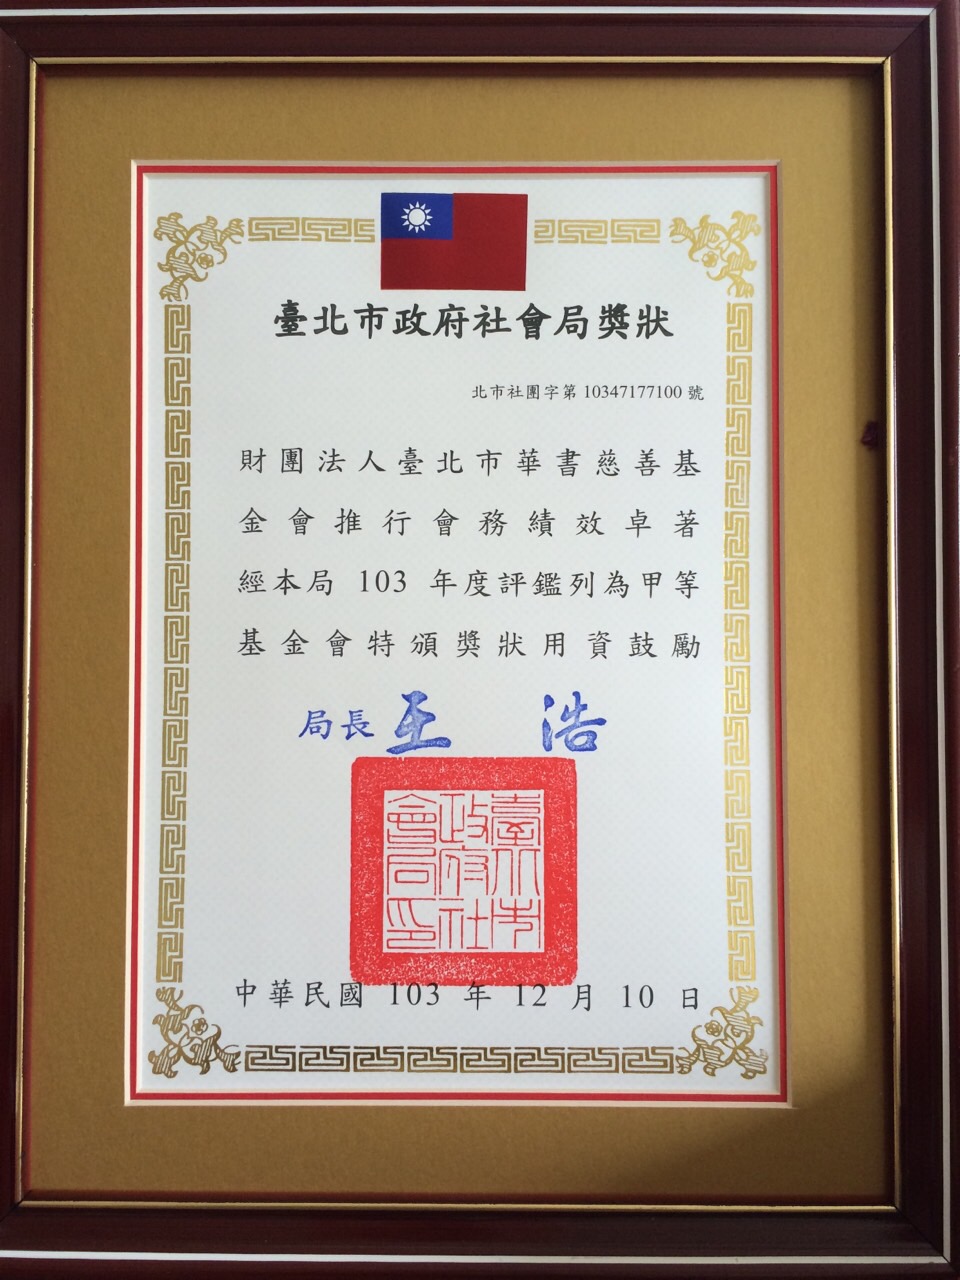 臺北市政府社會局獎狀
北市社團字第 10347177100 號
財團法人臺北市華書慈善基
金會推行會務績效卓著
經本局 103 年度評鑑列為甲等
基金會特頒獎狀用資鼓勵
局長 王 浩
臺北市
政府社
會局印
中華民國 103 年 12 月 10 日